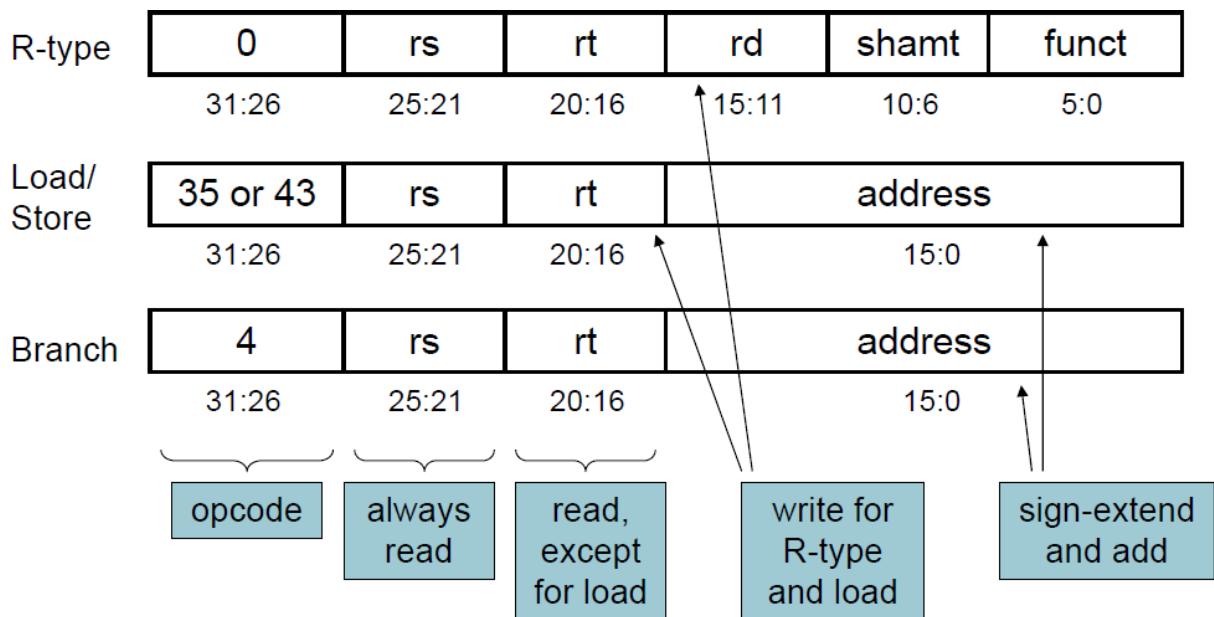 R-type 0 rs rt rd shamt funct
31:26 25:21 20:16 15:11 10:6 5:0
Load/
Store
35 or 43 rs rt address
31:26 25:21 20:16 15:0
Branch 4 rs rt address
31:26 25:21 20:16 15:0
opcode
always
read
read,
except
for load
write for
R-type
and load
sign-extend
and add